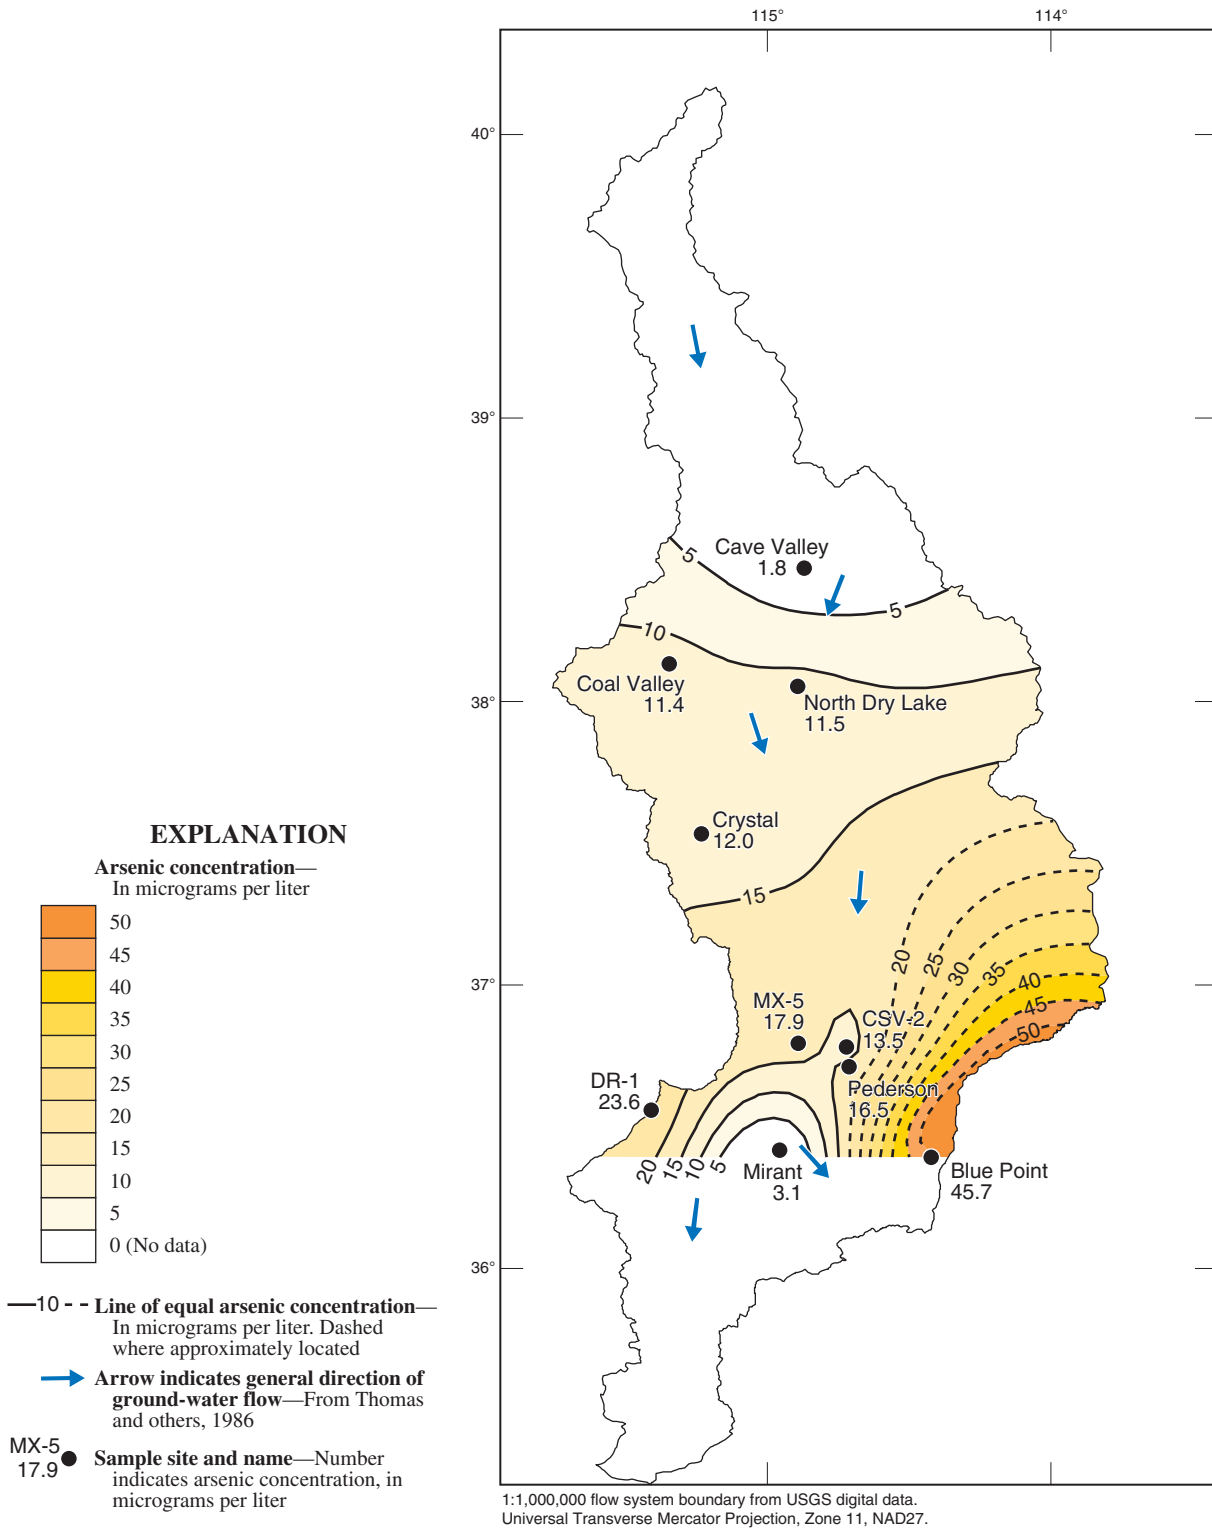 115°
114°
40°
39°
38°
37°
36°
Cave Valley
1.8
5
5
10
Coal Valley
11.4
North Dry Lake
11.5
Crystal
12.0
15
20
25
30
35
40
45
50
MX-5
17.9
CSV-2
13.5
Pederson
16.5
DR-1
23.6
20
15
10
5
Mirant
3.1
Blue Point
45.7
EXPLANATION
Arsenic concentration—
In micrograms per liter
50
45
40
35
30
25
20
15
10
5
0 (No data)
10
Line of equal arsenic concentration—
In micrograms per liter. Dashed
where approximately located
Arrow indicates general direction of
ground-water flow—From Thomas
and others, 1986
MX-5
17.9
Sample site and name—Number
indicates arsenic concentration, in
micrograms per liter
1:1,000,000 flow system boundary from USGS digital data.
Universal Transverse Mercator Projection, Zone 11, NAD27.